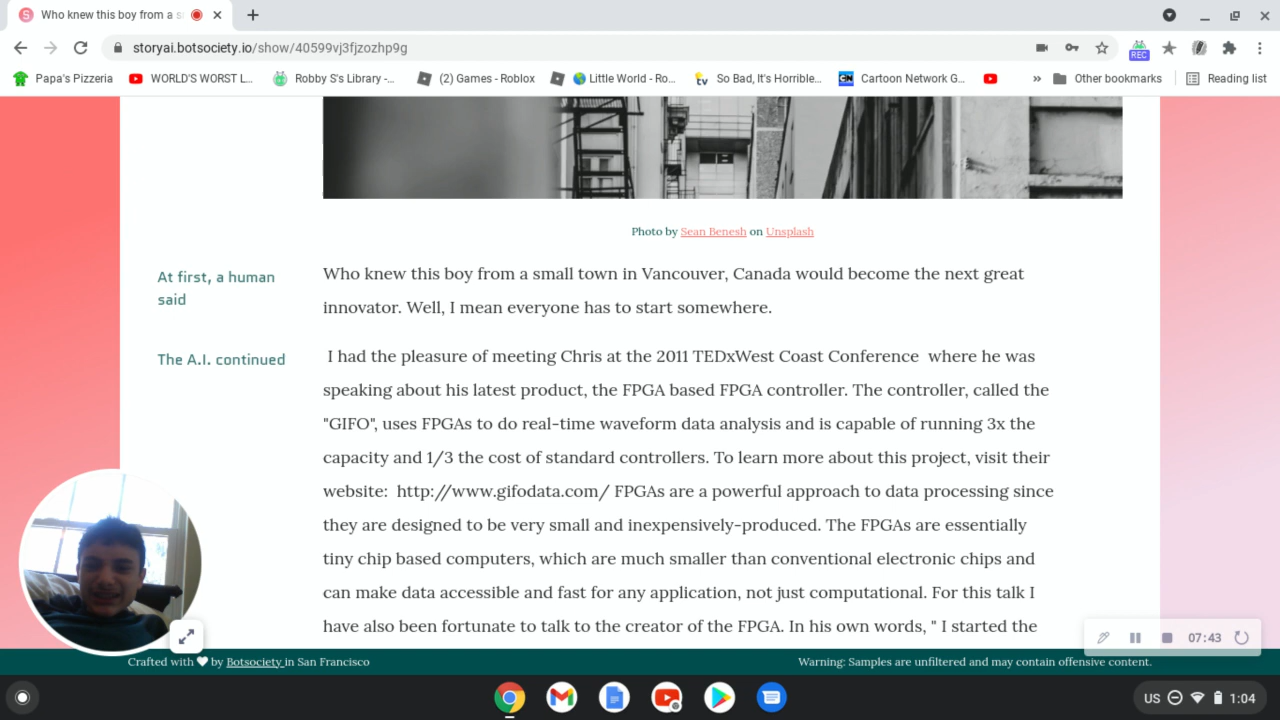 Who knew this boy from a s
storyai.botsociety.io/show/40599vj3fjzozhp9g
REC
Papa's Pizzeria
WORLD'S WORST L...
Robby S's Library -...
(2) Games - Roblox
Little World - Ro...
So Bad, It's Horrible...
Cartoon Network G...
»
Other bookmarks
Reading list
Photo by Sean Benesh on Unsplash
At first, a human
said
Who knew this boy from a small town in Vancouver, Canada would become the next great
innovator. Well, I mean everyone has to start somewhere.
The A.I. continued
I had the pleasure of meeting Chris at the 2011 TEDxWest Coast Conference where he was
speaking about his latest product, the FPGA based FPGA controller. The controller, called the
"GIFO", uses FPGAs to do real-time waveform data analysis and is capable of running 3x the
capacity and 1/3 the cost of standard controllers. To learn more about this project, visit their
website: http://www.gifodata.com/ FPGAs are a powerful approach to data processing since
they are designed to be very small and inexpensively-produced. The FPGAs are essentially
tiny chip based computers, which are much smaller than conventional electronic chips and
can make data accessible and fast for any application, not just computational. For this talk I
have also been fortunate to talk to the creator of the FPGA. In his own words, " I started the
07:43
Crafted with ❤ by Botsociety in San Francisco
Warning: Samples are unfiltered and may contain offensive content.
US
1:04